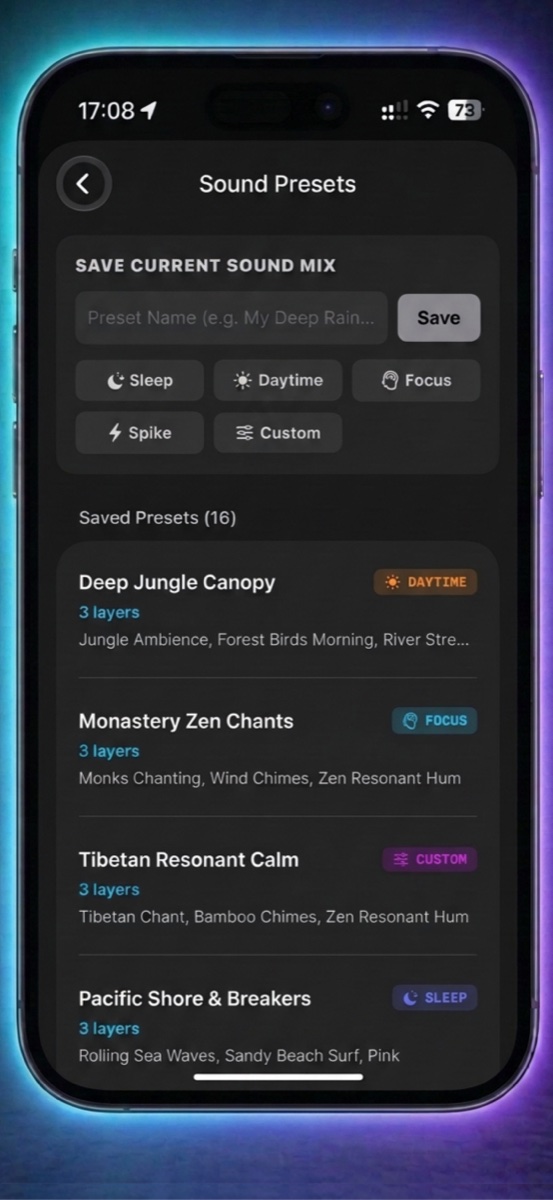 17:08
73
Sound Presets
SAVE CURRENT SOUND MIX
Preset Name (e.g. My Deep Rain...
Save
Sleep
Daytime
Focus
Spike
Custom
Saved Presets (16)
Deep Jungle Canopy
DAYTIME
3 layers
Jungle Ambience, Forest Birds Morning, River Stre...
Monastery Zen Chants
FOCUS
3 layers
Monks Chanting, Wind Chimes, Zen Resonant Hum
Tibetan Resonant Calm
CUSTOM
3 layers
Tibetan Chant, Bamboo Chimes, Zen Resonant Hum
Pacific Shore & Breakers
SLEEP
3 layers
Rolling Sea Waves, Sandy Beach Surf, Pink